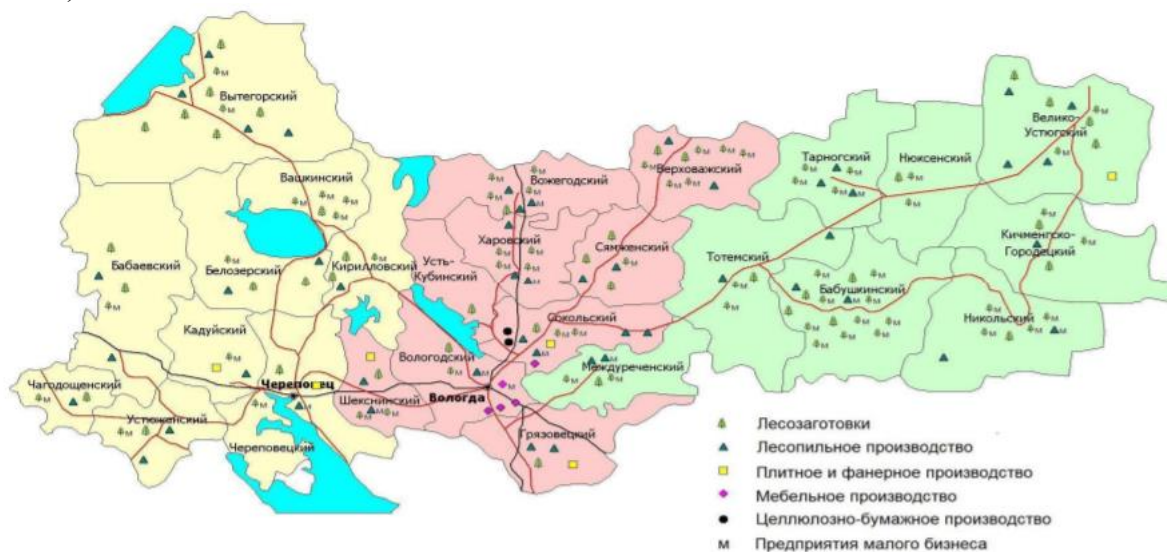 Вытегорский
Вашкинский
Бабаевский
Белозерский
Кирилловский
Кадуйский
Чагодощенский
Устюженский
Череповец
Череповецкий
Шекснинский
Вологодский
Вологда
Усть-
Кубинский
Вожегодский
Харовский
Сямженский
Верховажский
Сокольский
Междуреченский
Грязовецкий
Тарногский
Нюксенский
Велико-
Устюгский
Тотемский
Бабушкинский
Кичменгско-
Городецкий
Никольский
Лесозаготовки
Лесопильное производство
Плитное и фанерное производство
Мебельное производство
Целлюлозно-бумажное производство
м Предприятия малого бизнеса